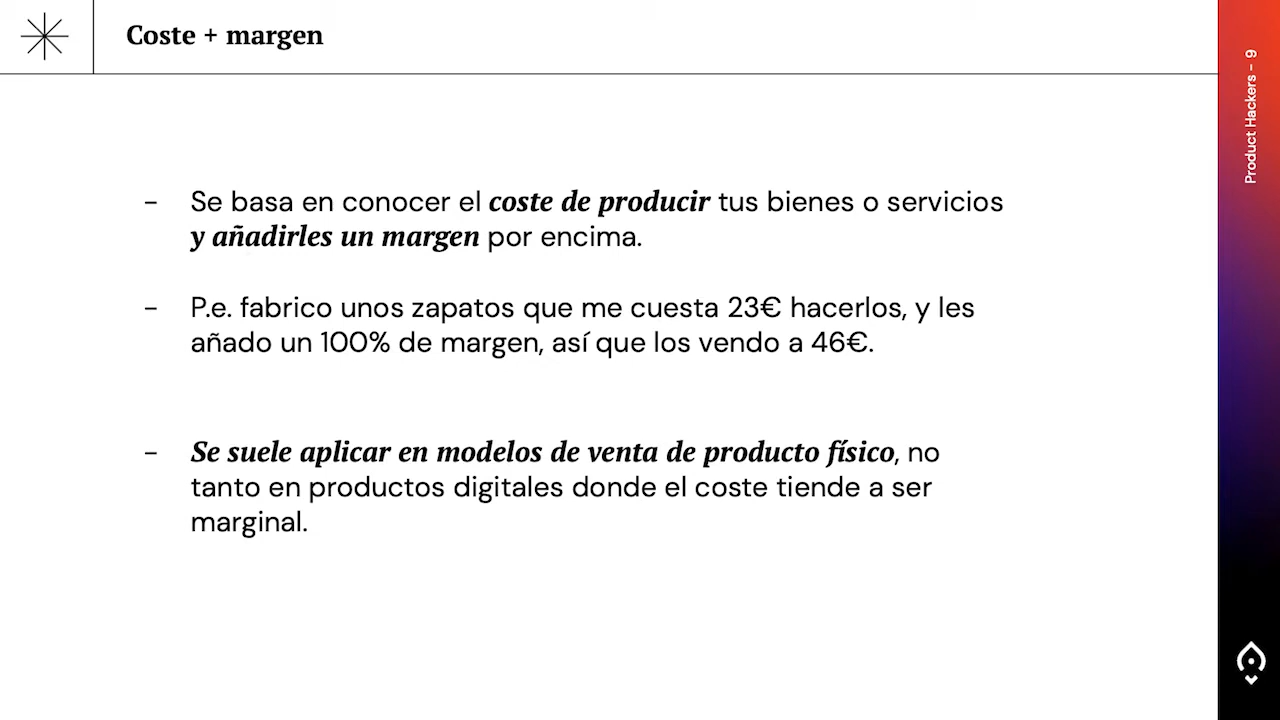 Coste + margen
Product Hackers - 9
- Se basa en conocer el coste de producir tus bienes o servicios
y añadirles un margen por encima.
- P.e. fabrico unos zapatos que me cuesta 23€ hacerlos, y les
añado un 100% de margen, así que los vendo a 46€.
- Se suele aplicar en modelos de venta de producto físico, no
tanto en productos digitales donde el coste tiende a ser
marginal.